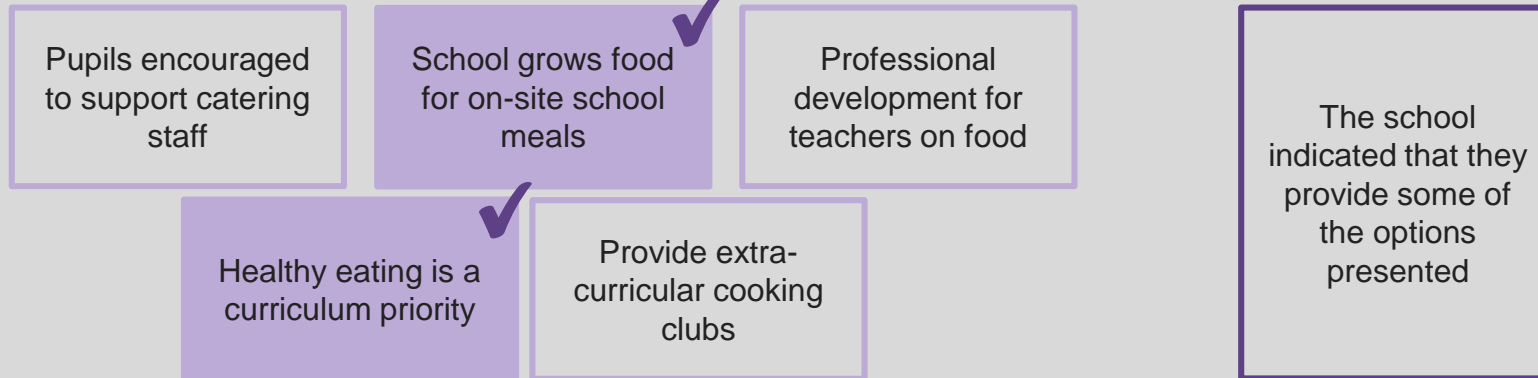 Pupils encouraged
to support catering
staff
School grows food
for on-site school
meals
Professional
development for
teachers on food
Healthy eating is a
curriculum priority
Provide extra-
curricular cooking
clubs
The school
indicated that they
provide some of
the options
presented